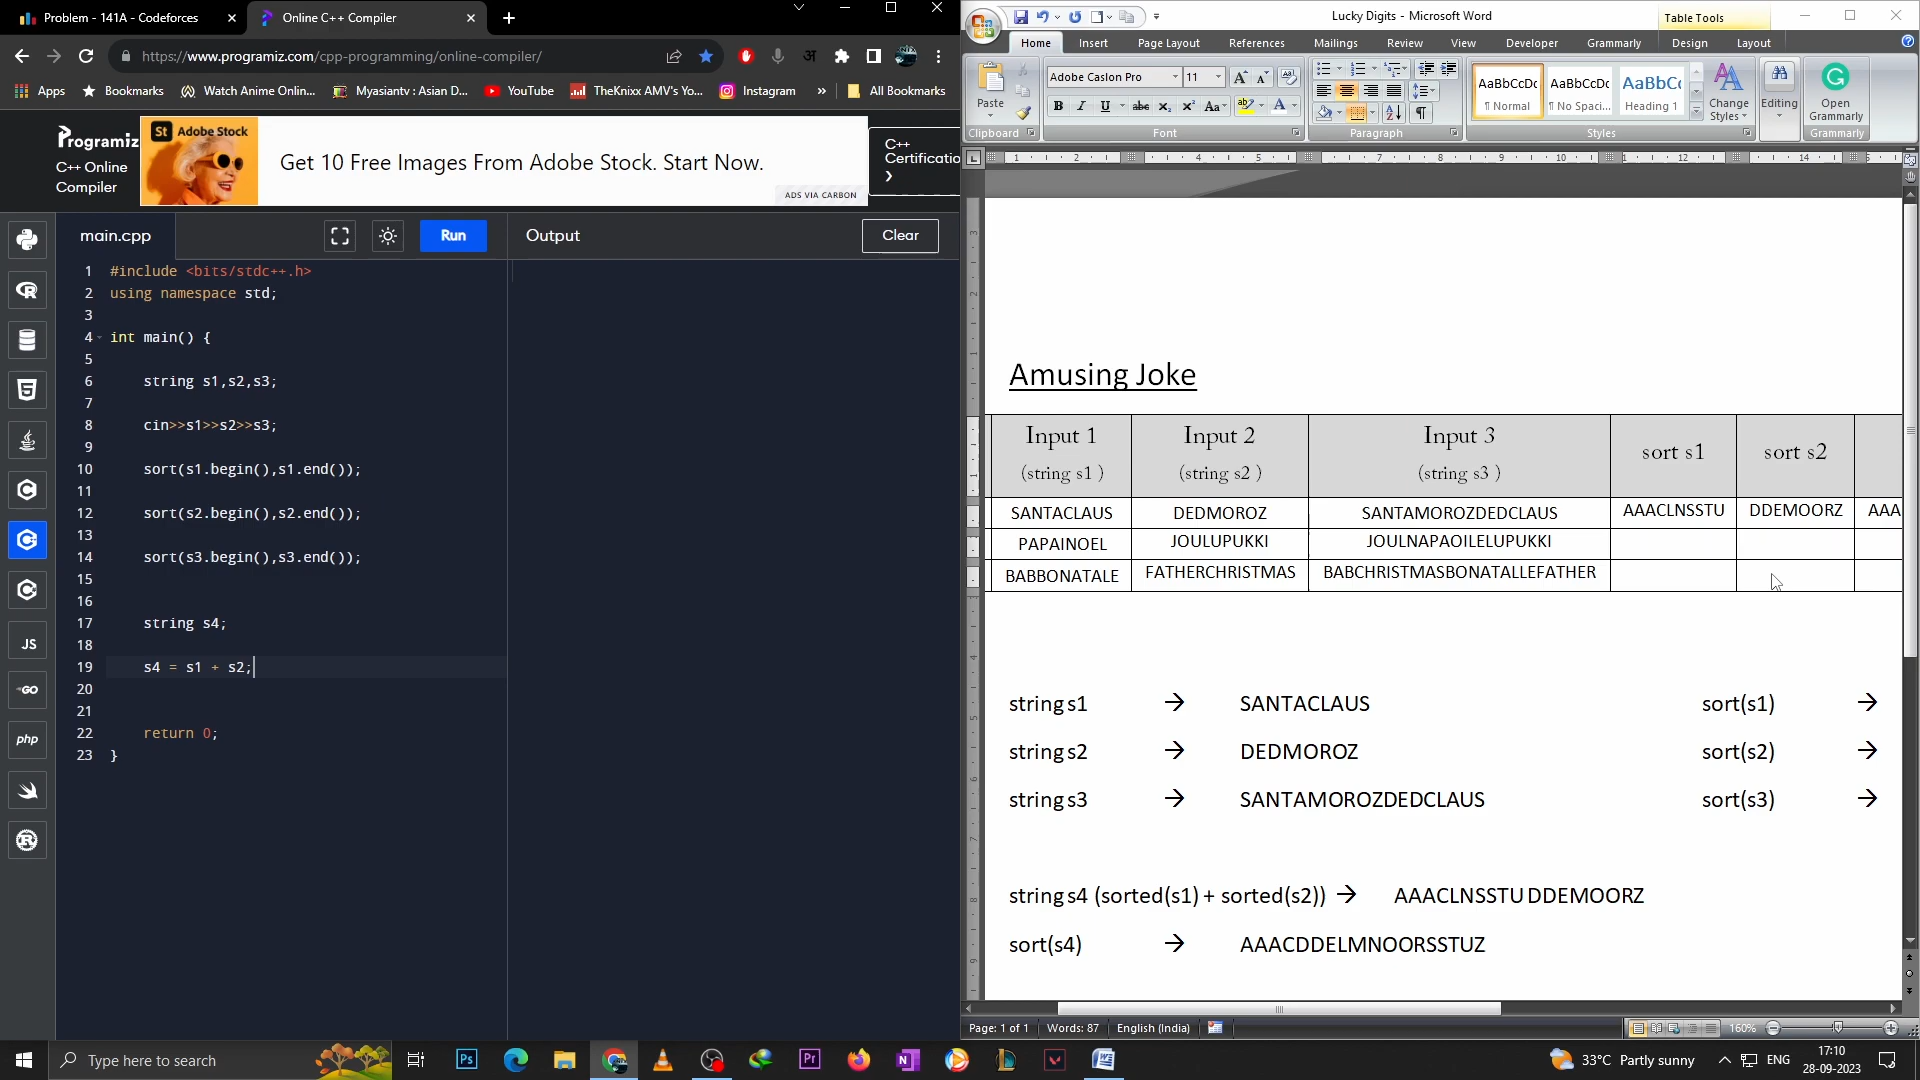 Problem - 141A - Codeforces
Online C++ Compiler
https://www.programiz.com/cpp-programming/online-compiler/
Apps
Bookmarks
Watch Anime Onlin...
Myasiantv : Asian D...
YouTube
TheKnixx AMV's Yo...
Instagram
»
All Bookmarks
Programiz
C++ Online
Compiler
St Adobe Stock
Get 10 Free Images From Adobe Stock. Start Now.
ADS VIA CARBON
C++
Certificatio
main.cpp
Run
Output
Clear
1 #include <bits/stdc++.h>
2 using namespace std;
3
4 int main() {
5
6 string s1,s2,s3;
7
8 cin>>s1>>s2>>s3;
9
10 sort(s1.begin(),s1.end());
11
12 sort(s2.begin(),s2.end());
13
14 sort(s3.begin(),s3.end());
15
16
17 string s4;
18
19 s4 = s1 + s2;
20
21
22 return 0;
23 }
JS
GO
php
Lucky Digits - Microsoft Word
Table Tools
Home Insert Page Layout References Mailings Review View Developer Grammarly Design Layout
Paste
Clipboard
Adobe Caslon Pro 11
Font
Paragraph
AaBbCcDc AaBbCcDc AaBbCc
¶ Normal ¶ No Spaci... Heading 1
Change
Styles
Styles
Editing
Open
Grammarly
Grammarly
Amusing Joke
Input 1 Input 2 Input 3 sort s1 sort s2
(string s1 ) (string s2 ) (string s3 )
SANTACLAUS DEDMOROZ SANTAMOROZDEDCLAUS AAACLNSSTU DDEMOORZ AAA
PAPAINOEL JOULUPUKKI JOULNAPAOILELUPUKKI
BABBONATALE FATHERCHRISTMAS BABCHRISTMASBONATALLEFATHER
string s1 → SANTACLAUS sort(s1) →
string s2 → DEDMOROZ sort(s2) →
string s3 → SANTAMOROZDEDCLAUS sort(s3) →
string s4 (sorted(s1) + sorted(s2)) → AAACLNSSTU DDEMOORZ
sort(s4) → AAACDDELMNOORSSTUZ
Page: 1 of 1 Words: 87 English (India) 160%
Type here to search
33°C Partly sunny
ENG
17:10
28-09-2023